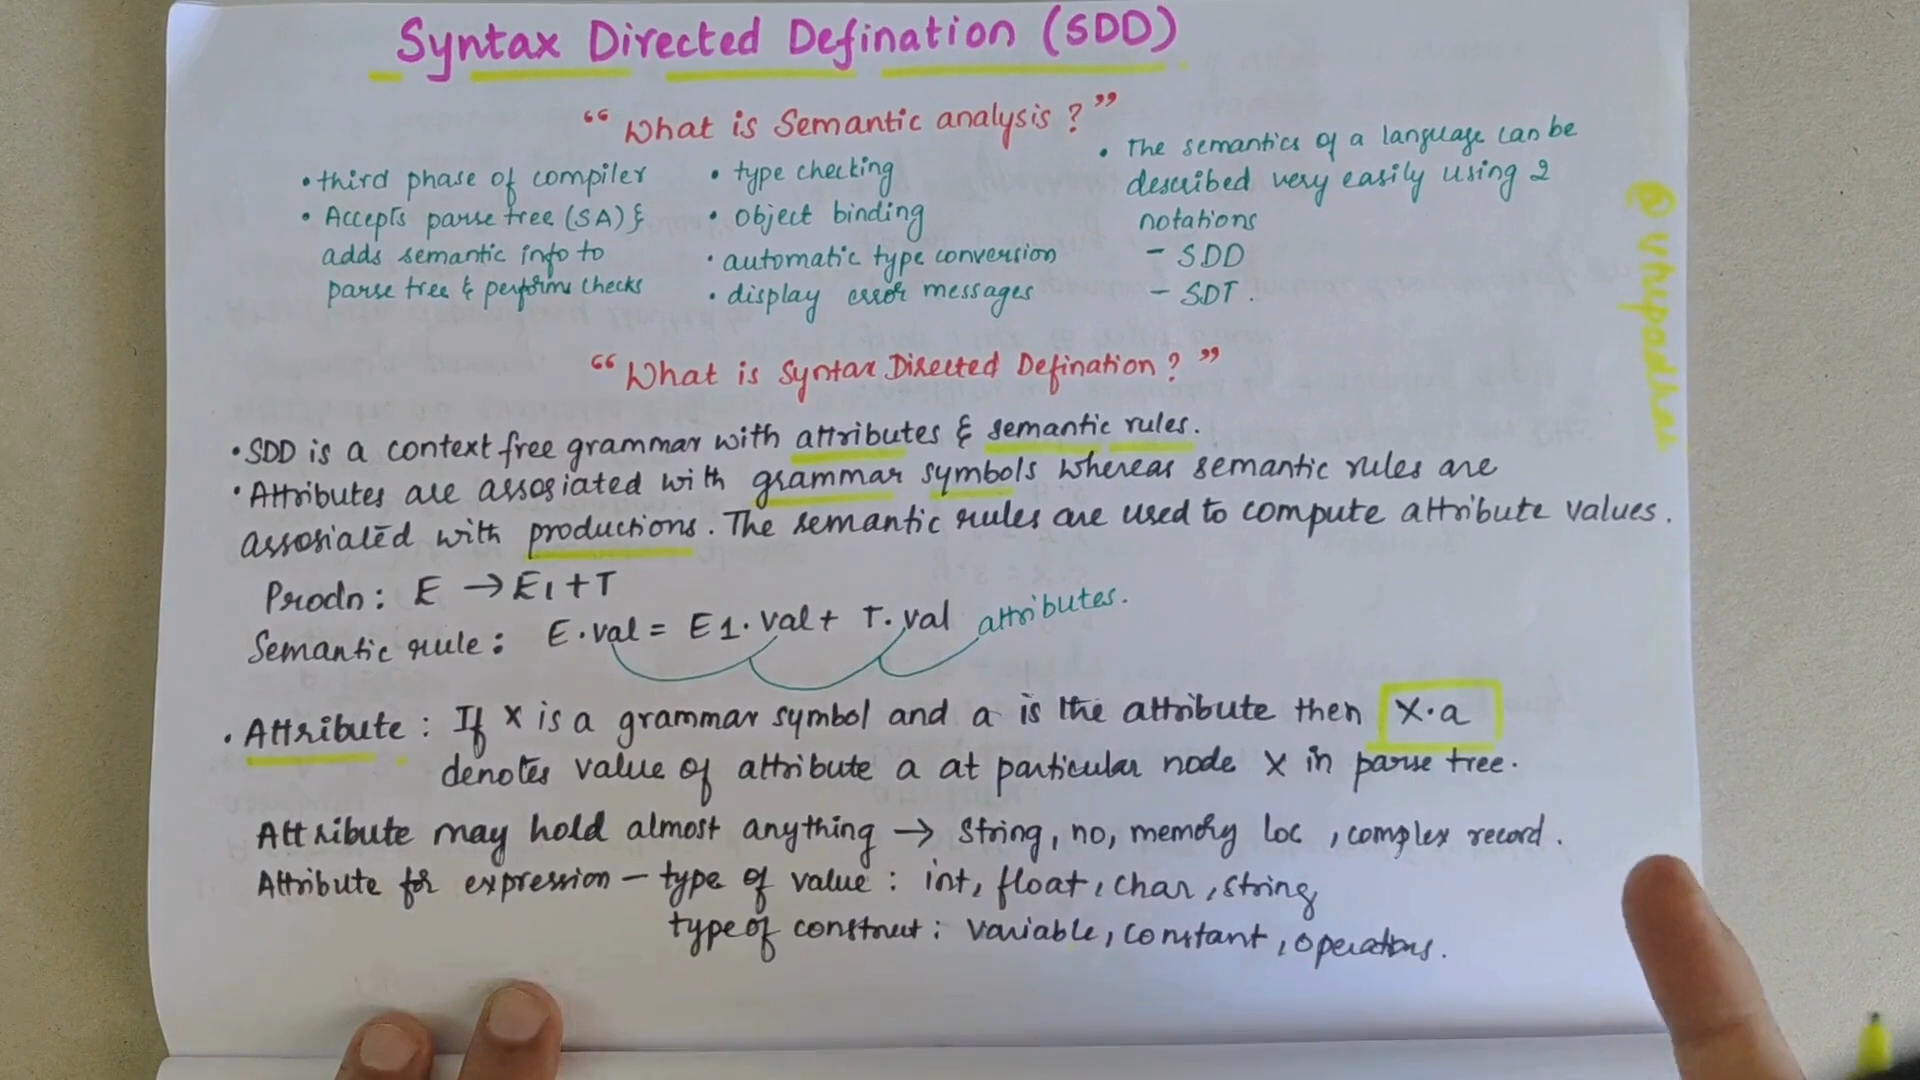 Syntax Directed Defination (SDD)
“ What is Semantic analysis ? ”
• third phase of compiler
• Accepts parse tree (SA) &
adds semantic info to
parse tree & performs checks
• type checking
• object binding
• automatic type conversion
• display error messages
• The semantics of a language can be
described very easily using 2
notations
- SDD
- SDT.
“ What is Syntax Directed Defination ? ”
• SDD is a context free grammar with attributes & semantic rules.
• Attributes are assosiated with grammar symbols whereas semantic rules are
assosiated with productions. The semantic rules are used to compute attribute values.
Prodn : E → E1 + T
Semantic rule : E.val = E1.val + T.val attributes.
• Attribute : If X is a grammar symbol and a is the attribute then X.a
denotes value of attribute a at particular node X in parse tree.
Attribute may hold almost anything → string, no, memory loc, complex record.
Attribute for expression - type of value : int, float, char, string
type of construct : variable, constant, operations.